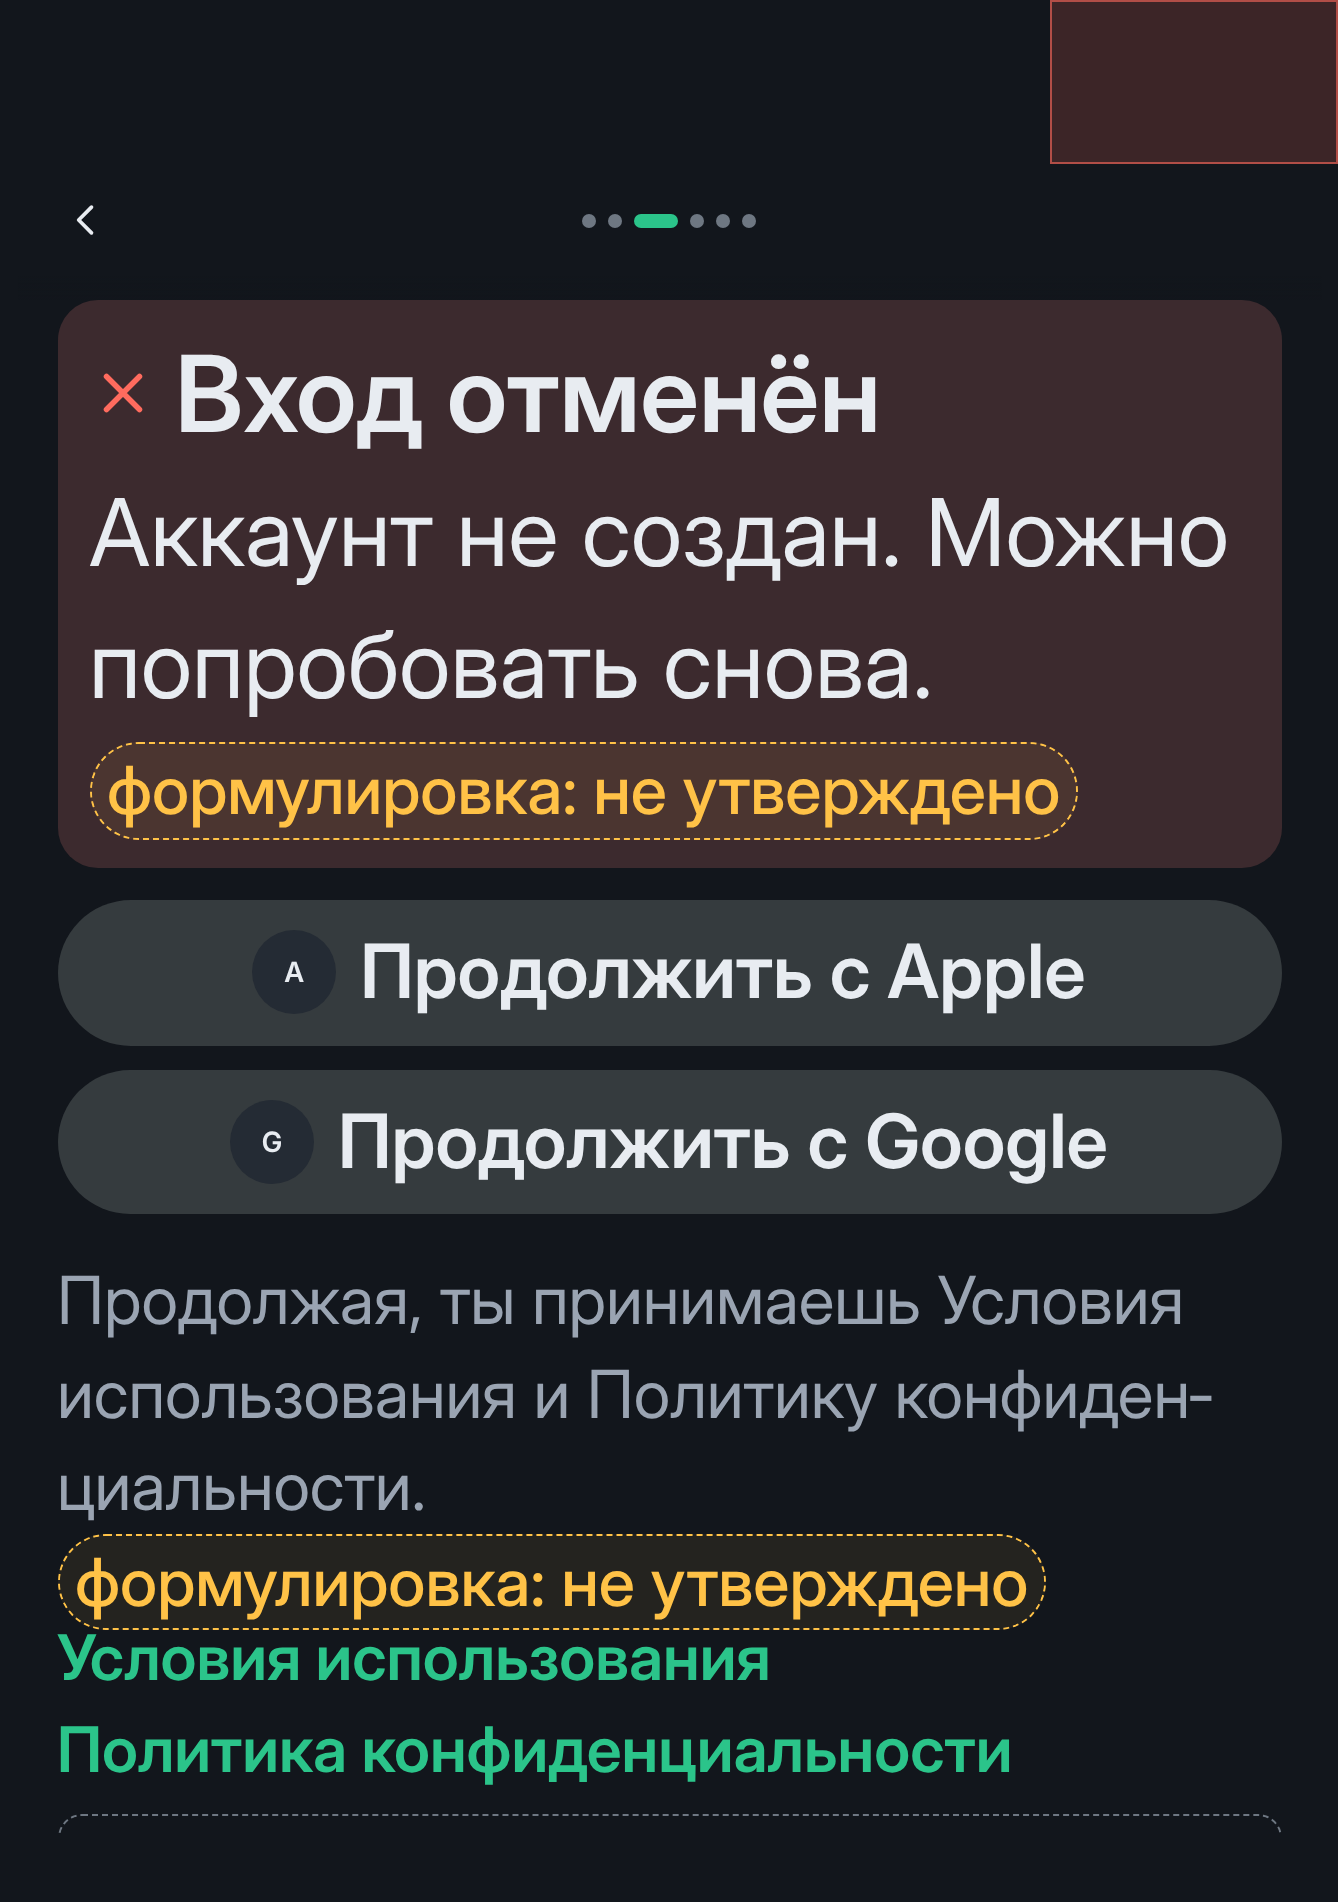 Вход отменён
Аккаунт не создан. Можно
попробовать снова.
формулировка: не утверждено
A Продолжить с Apple
G Продолжить с Google
Продолжая, ты принимаешь Условия
использования и Политику конфиден-
циальности.
формулировка: не утверждено
Условия использования
Политика конфиденциальности